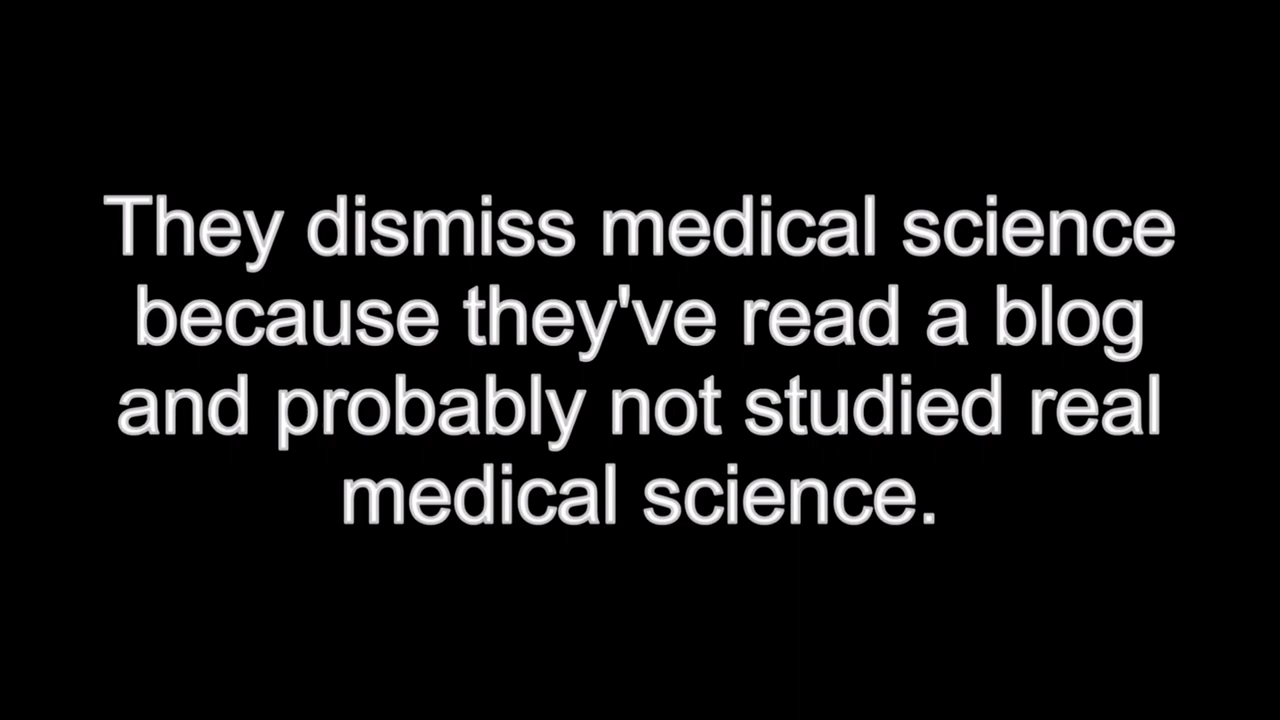 They dismiss medical science
because they've read a blog
and probably not studied real
medical science.